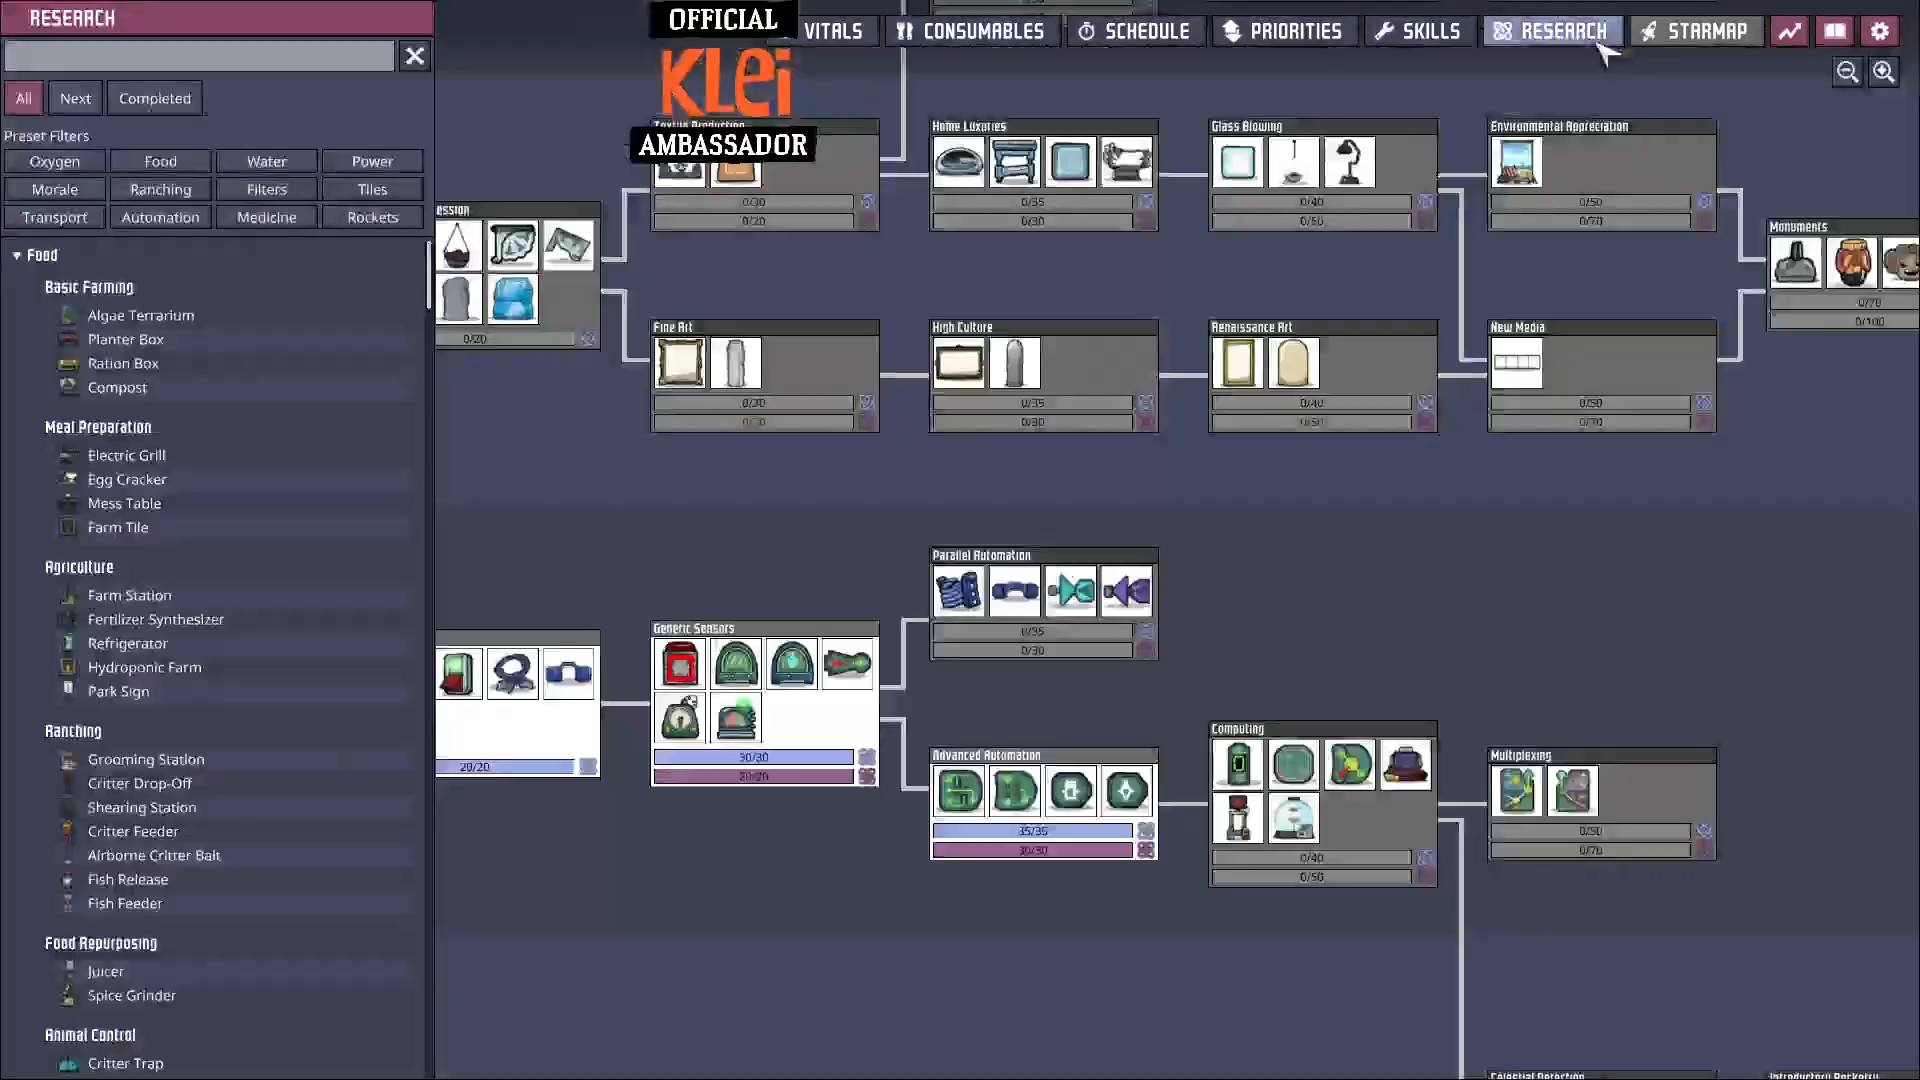 RESEARCH
All
Next
Completed
Preset Filters
Oxygen
Food
Water
Power
Morale
Ranching
Filters
Tiles
Transport
Automation
Medicine
Rockets
Food
Basic Farming
Algae Terrarium
Planter Box
Ration Box
Compost
Meal Preparation
Electric Grill
Egg Cracker
Mess Table
Farm Tile
Agriculture
Farm Station
Fertilizer Synthesizer
Refrigerator
Hydroponic Farm
Park Sign
Ranching
Grooming Station
Critter Drop-Off
Shearing Station
Critter Feeder
Airborne Critter Bait
Fish Release
Fish Feeder
Food Repurposing
Juicer
Spice Grinder
Animal Control
Critter Trap
OFFICIAL
KLei
AMBASSADOR
VITALS
CONSUMABLES
SCHEDULE
PRIORITIES
SKILLS
RESEARCH
STARMAP
0/20
Home Luxuries
0/35
0/30
Glass Blowing
0/40
0/50
Environmental Appreciation
0/50
0/70
Monuments
0/70
0/100
0/20
Fine Art
High Culture
0/35
0/30
Renaissance Art
0/40
0/50
New Media
0/50
0/70
Parallel Automation
0/35
0/30
20/20
Generic Sensors
30/30
20/20
Advanced Automation
35/35
30/30
Computing
0/40
0/50
Multiplexing
0/50
0/70